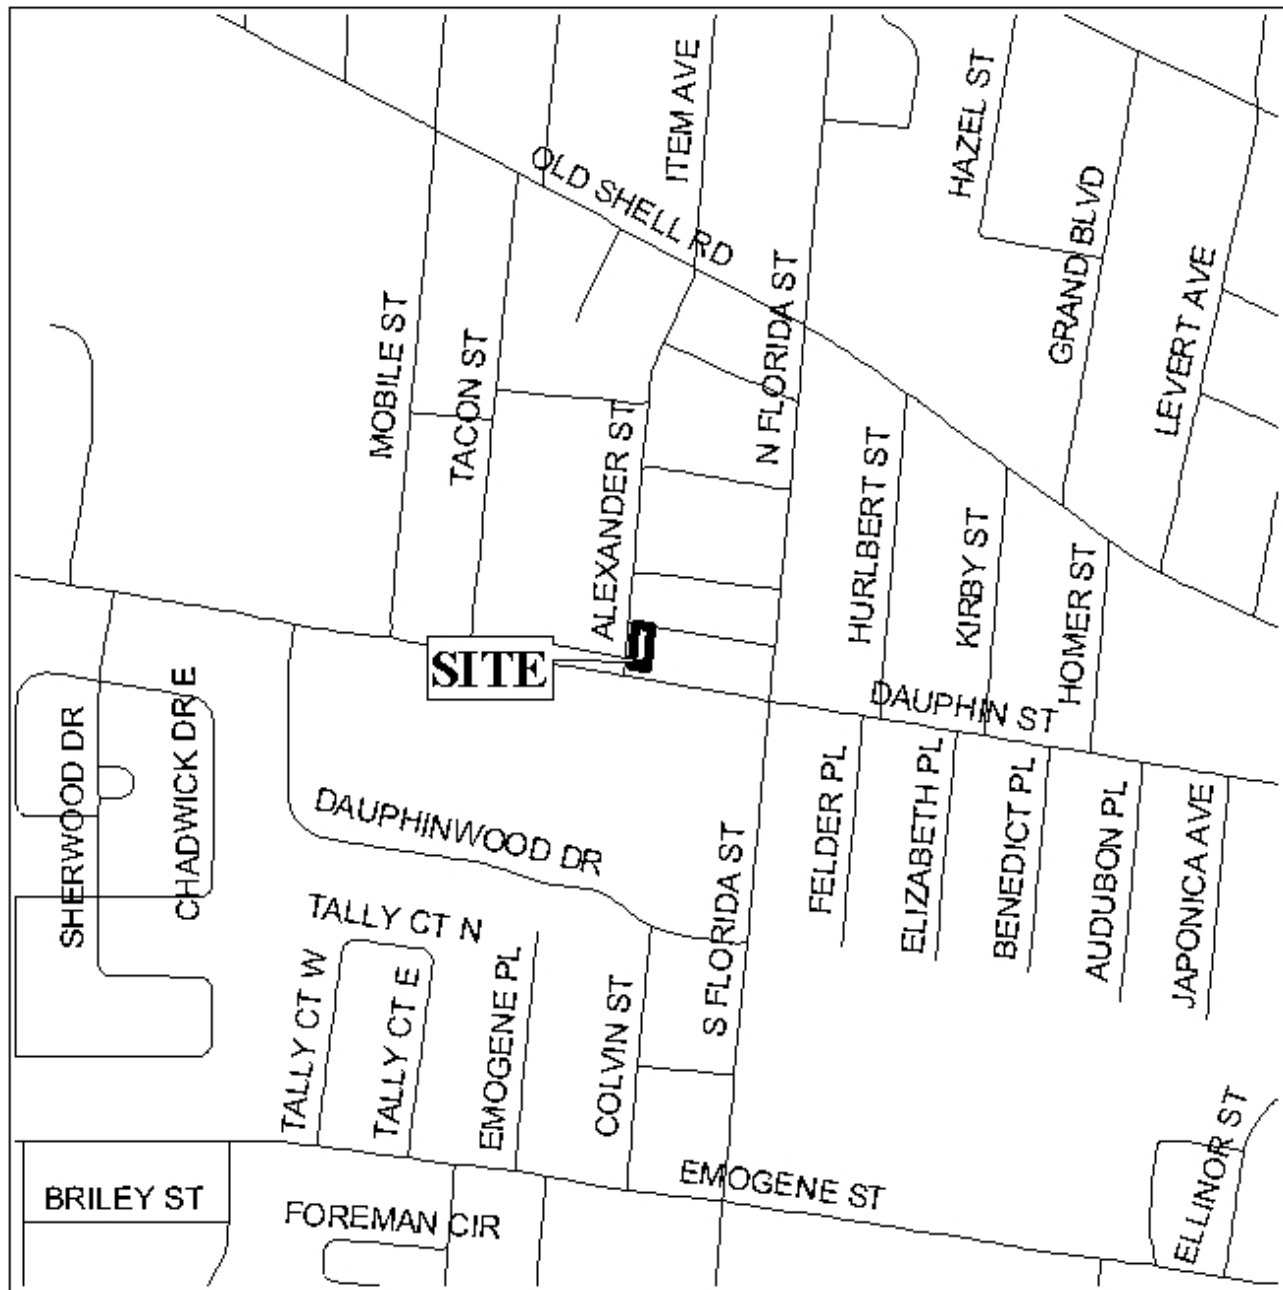 ITEM AVE
HAZEL ST
OLD SHELL RD
GRAND BLVD
LEVERT AVE
N FLORIDA ST
MOBILE ST
TACON ST
ALEXANDER ST
HURLBERT ST
KIRBY ST
HOMER ST
SITE
DAUPHIN ST
SHERWOOD DR
CHADWICK DR E
DAUPHINWOOD DR
FELDER PL
ELIZABETH PL
BENEDICT PL
AUDUBON PL
JAPONICA AVE
S FLORIDA ST
TALLY CT N
TALLY CT W
TALLY CT E
EMOGENE PL
COLVIN ST
EMOGENE ST
ELLINOR ST
BRILEY ST
FOREMAN CIR